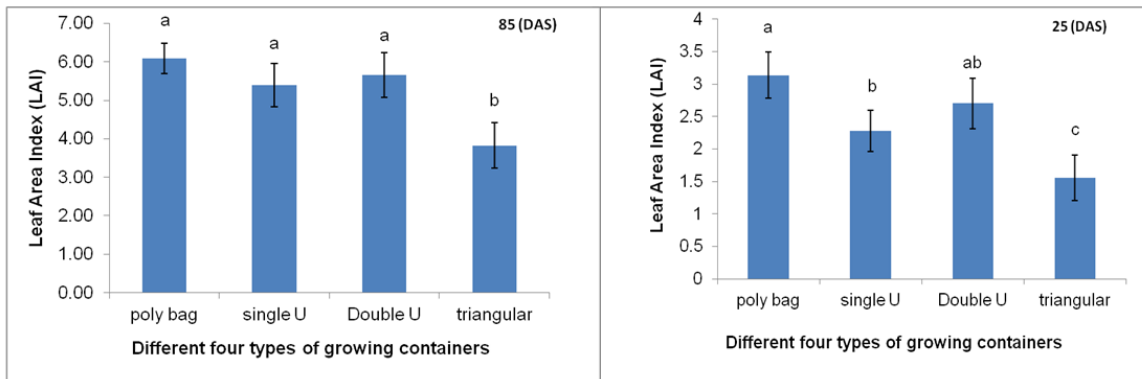 85 (DAS)
Leaf Area Index (LAI)
7.00
6.00
5.00
4.00
3.00
2.00
1.00
0.00
a
a
a
b
poly bag single U Double U triangular
Different four types of growing containers
25 (DAS)
Leaf Area Index (LAI)
4
3.5
3
2.5
2
1.5
1
0.5
0
a
b
ab
c
poly bag single U Double U triangular
Different four types of growing containers